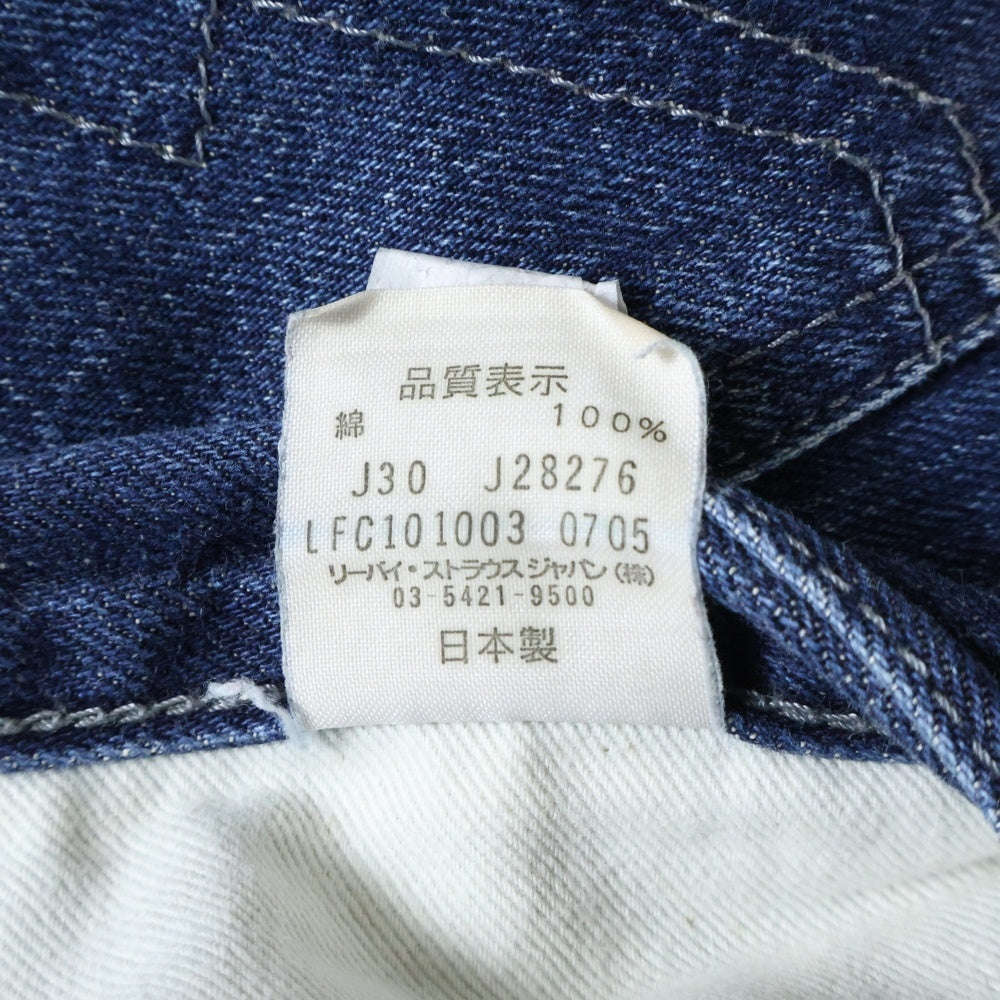 品質表示
綿 100%
J30 J28276
LFC101003 0705
リーバイ・ストラウスジャパン(株)
03-5421-9500
日本製